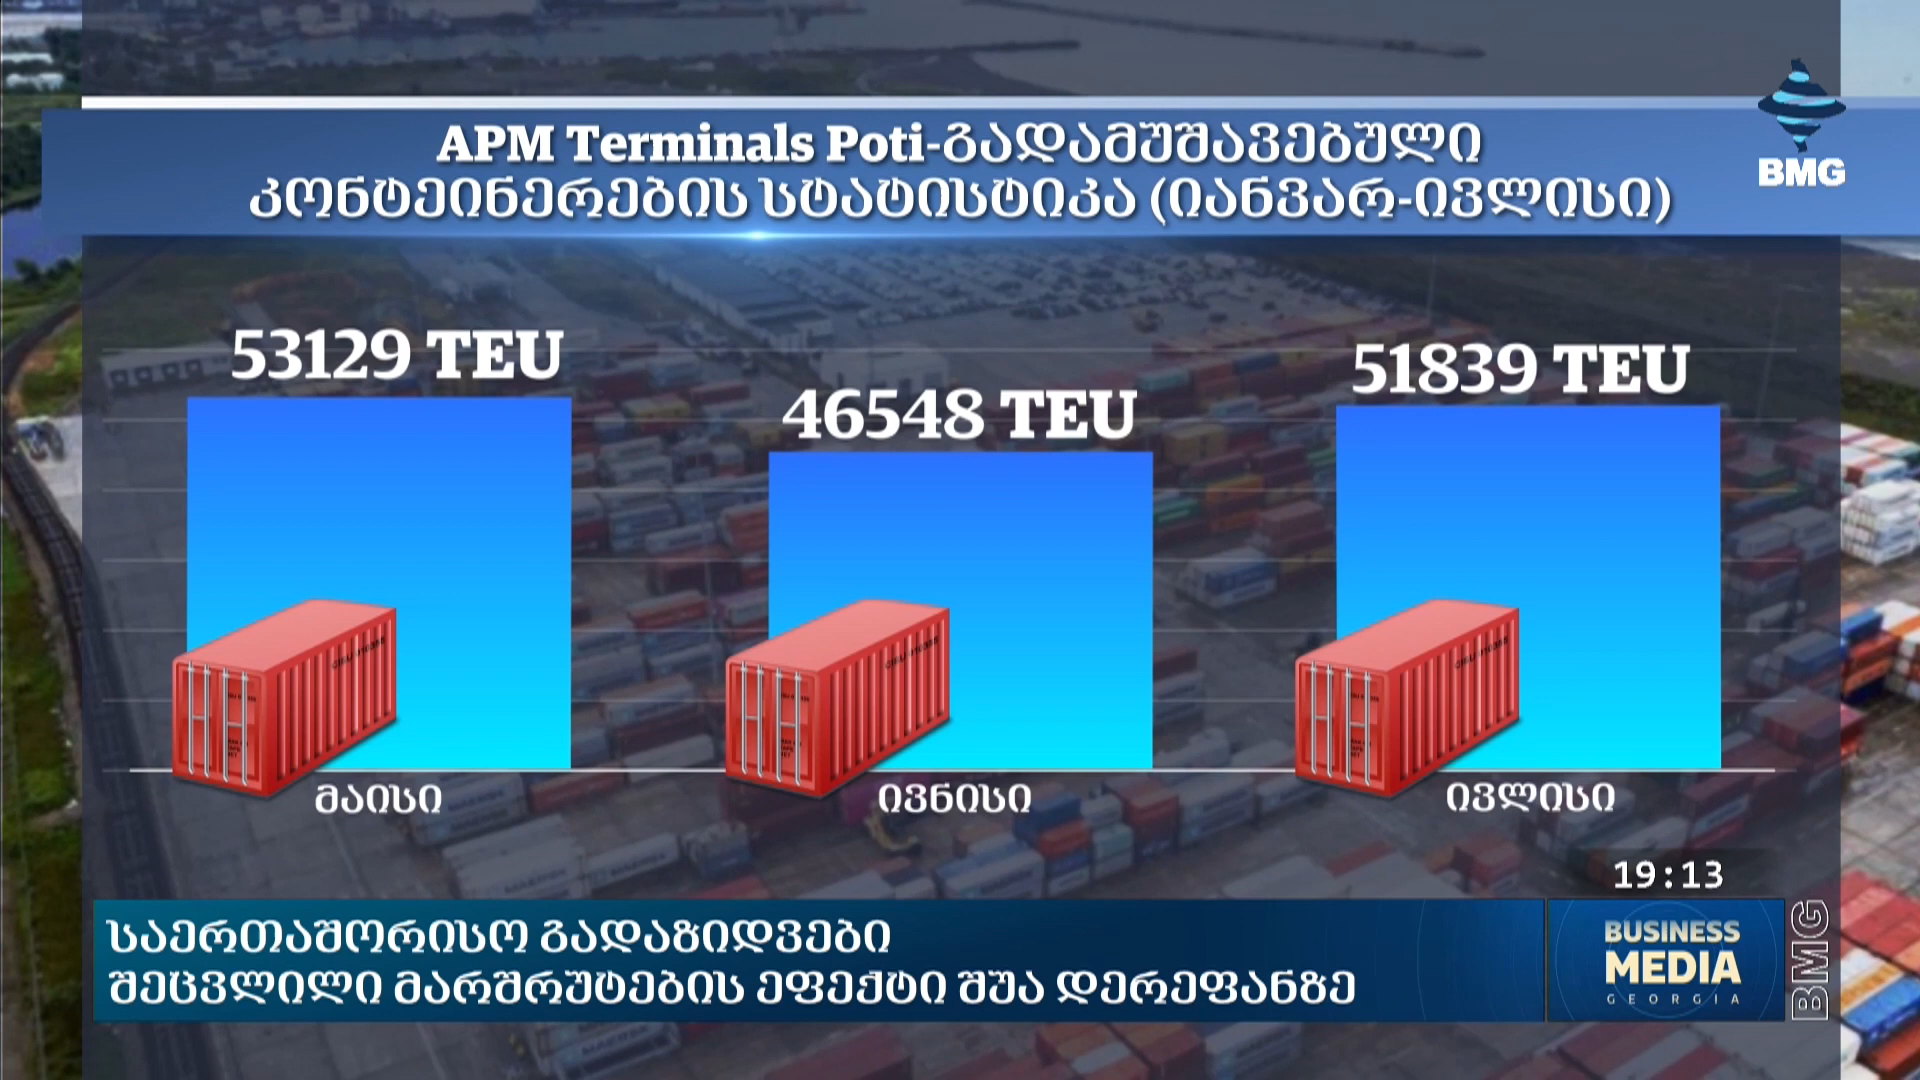 APM Terminals Poti-გადამუშავებული
კონტეინერების სტატისტიკა (იანვარ-ივლისი)
BMG
53129 TEU
46548 TEU
51839 TEU
მაისი
ივნისი
ივლისი
19:13
საერთაშორისო გადაზიდვები
შეცვლილი მარშრუტების ეფექტი შუა დერეფანზე
BUSINESS
MEDIA
GEORGIA
BMG